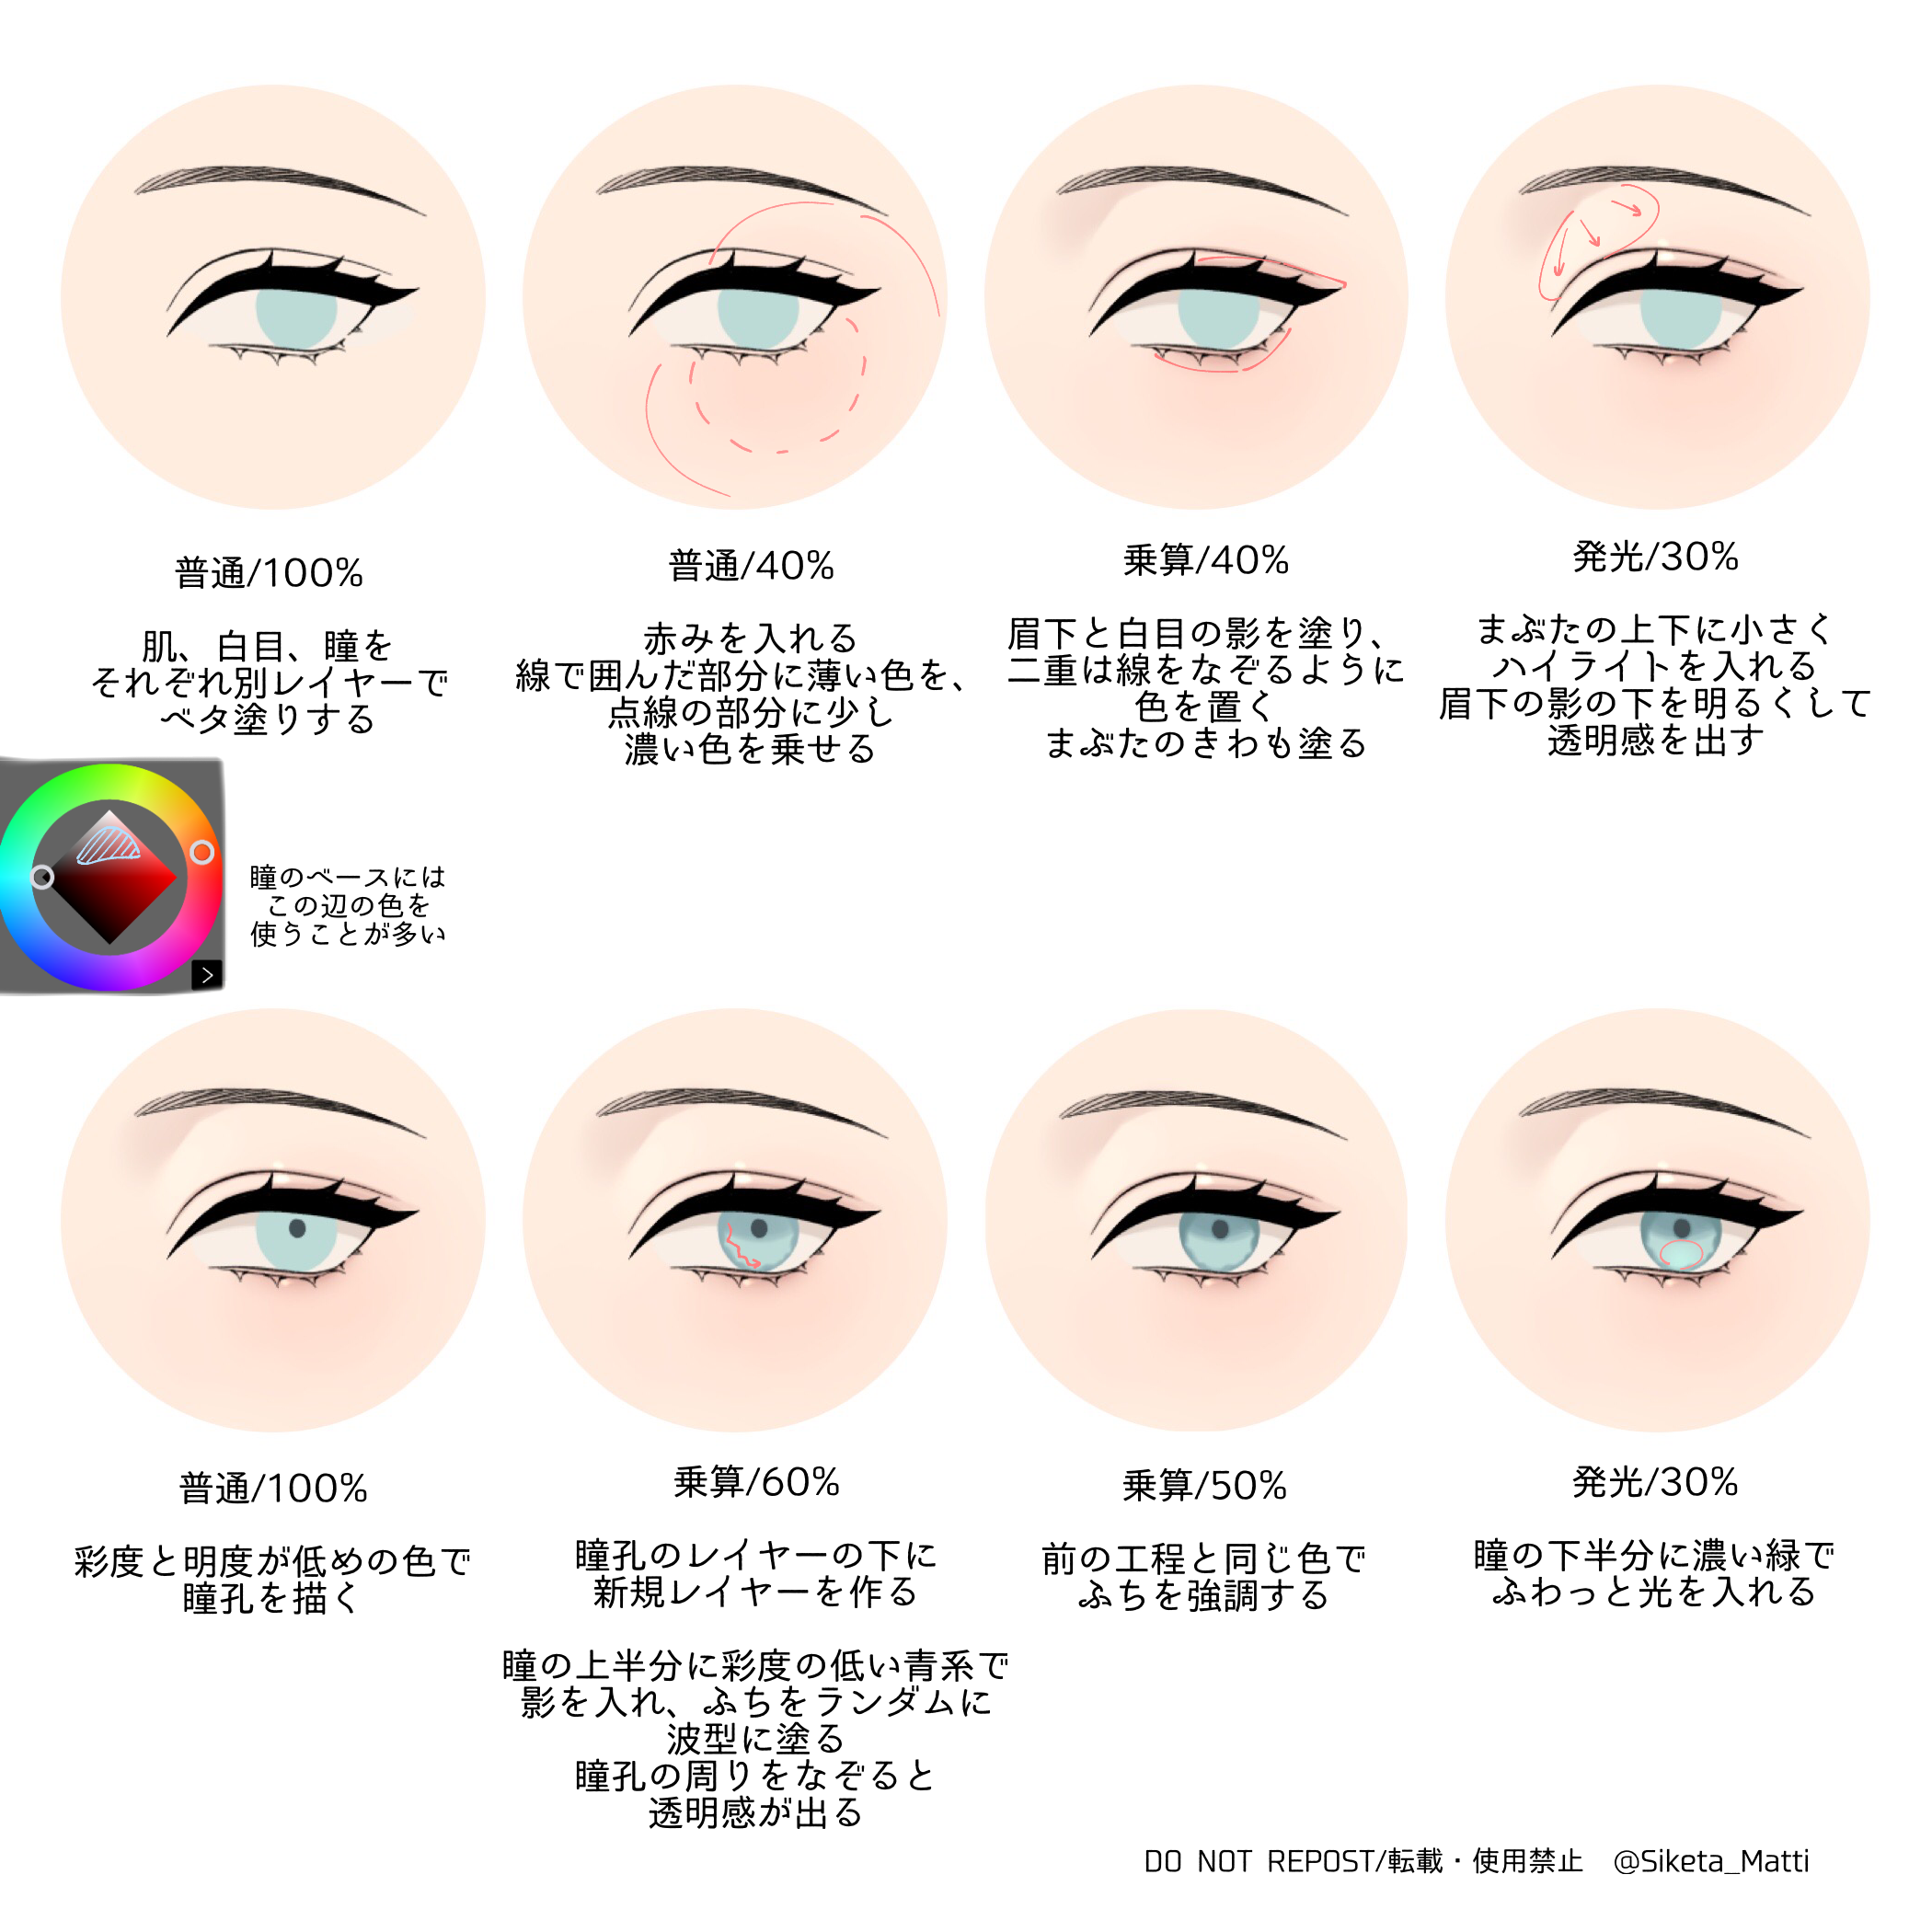 普通/100%
肌、白目、瞳を
それぞれ別レイヤーで
ベタ塗りする
普通/40%
赤みを入れる
線で囲んだ部分に薄い色を、
点線の部分に少し
濃い色を乗せる
乗算/40%
眉下と白目の影を塗り、
二重は線をなぞるように
色を置く
まぶたのきわも塗る
発光/30%
まぶたの上下に小さく
ハイライトを入れる
眉下の影の下を明るくして
透明感を出す
瞳のベースには
この辺の色を
使うことが多い
普通/100%
彩度と明度が低めの色で
瞳孔を描く
乗算/60%
瞳孔のレイヤーの下に
新規レイヤーを作る
瞳の上半分に彩度の低い青系で
影を入れ、ふちをランダムに
波型に塗る
瞳孔の周りをなぞると
透明感が出る
乗算/50%
前の工程と同じ色で
ふちを強調する
発光/30%
瞳の下半分に濃い緑で
ふわっと光を入れる
DO NOT REPOST/転載・使用禁止 @Siketa_Matti